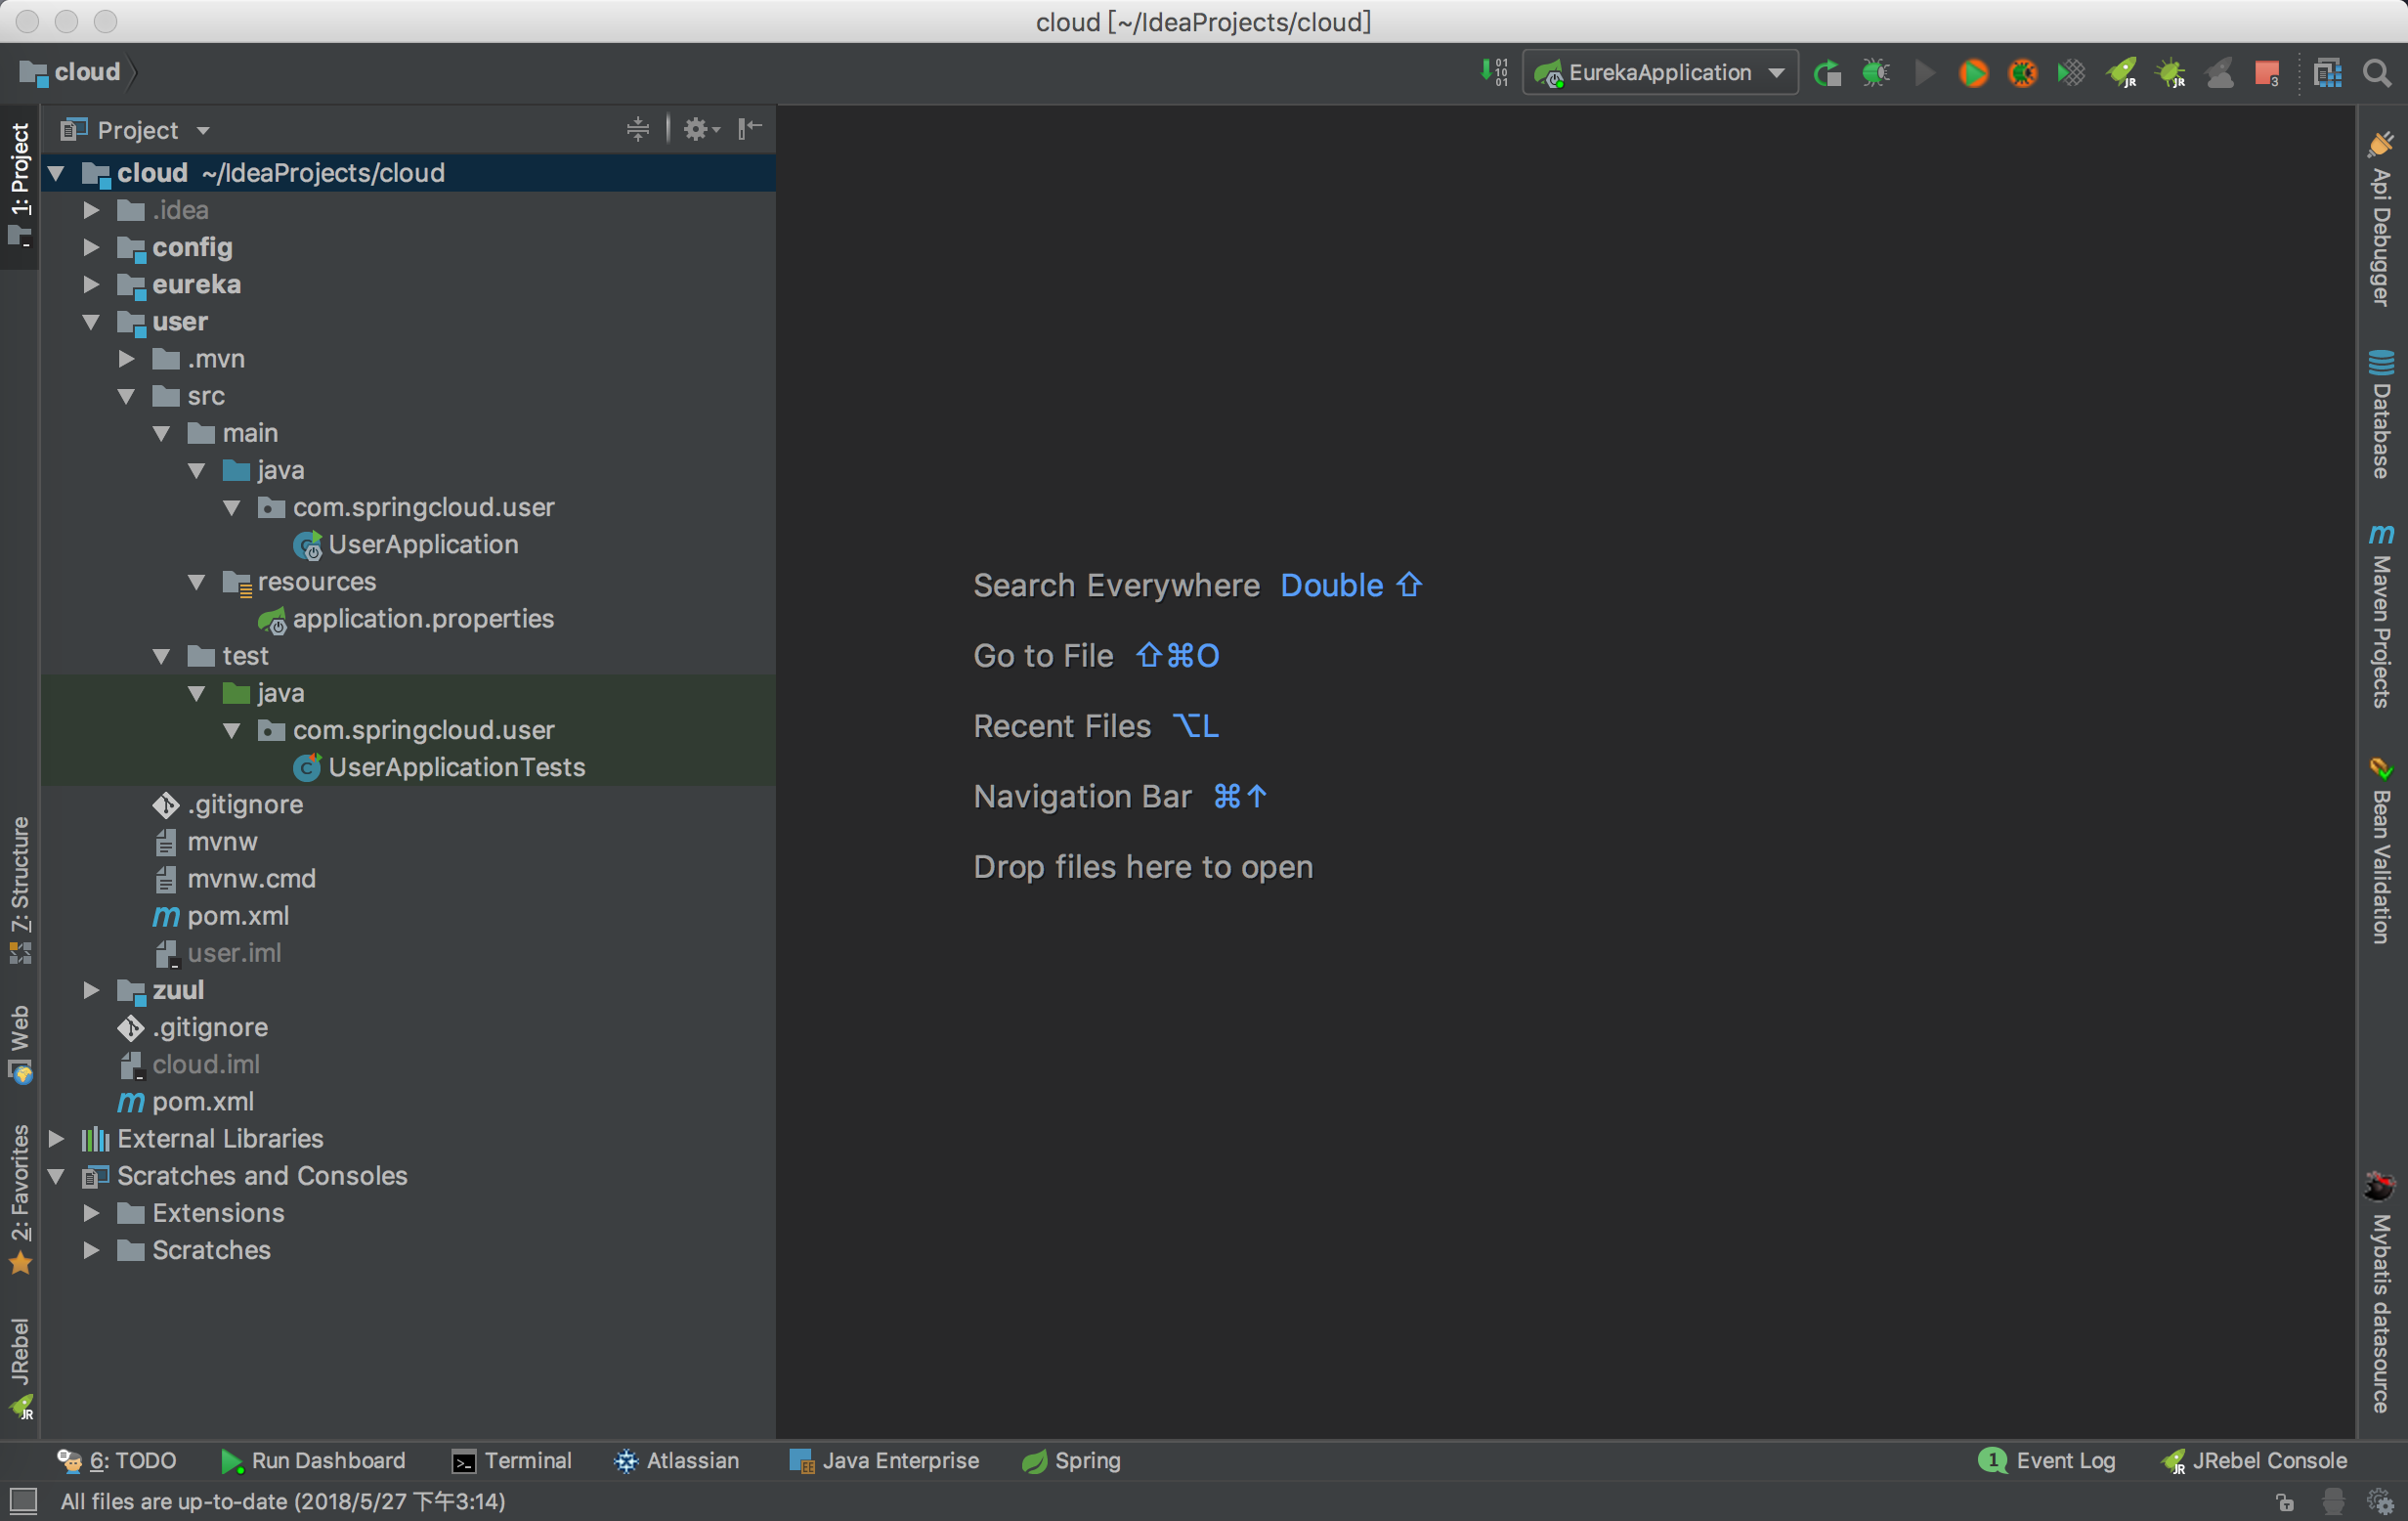 cloud [~/IdeaProjects/cloud]
cloud
EurekaApplication
Project
1: Project
cloud ~/IdeaProjects/cloud
.idea
config
eureka
user
.mvn
src
main
java
com.springcloud.user
UserApplication
resources
application.properties
test
java
com.springcloud.user
UserApplicationTests
.gitignore
mvnw
mvnw.cmd
pom.xml
user.iml
zuul
.gitignore
cloud.iml
pom.xml
External Libraries
Scratches and Consoles
Extensions
Scratches
Z: Structure
Web
2: Favorites
JRebel
Search Everywhere Double ⇧
Go to File ⇧⌘O
Recent Files ⌥L
Navigation Bar ⌘↑
Drop files here to open
Api Debugger
Database
Maven Projects
Bean Validation
Mybatis datasource
6: TODO
Run Dashboard
Terminal
Atlassian
Java Enterprise
Spring
1 Event Log
JRebel Console
All files are up-to-date (2018/5/27 下午3:14)